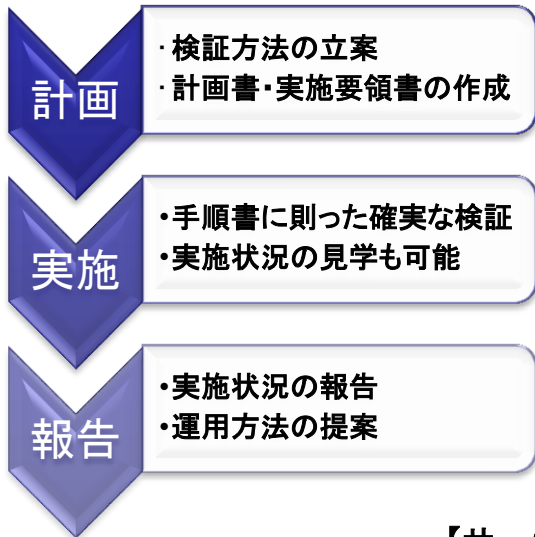 計画
・検証方法の立案
・計画書・実施要領書の作成
実施
・手順書に則った確実な検証
・実施状況の見学も可能
報告
・実施状況の報告
・運用方法の提案